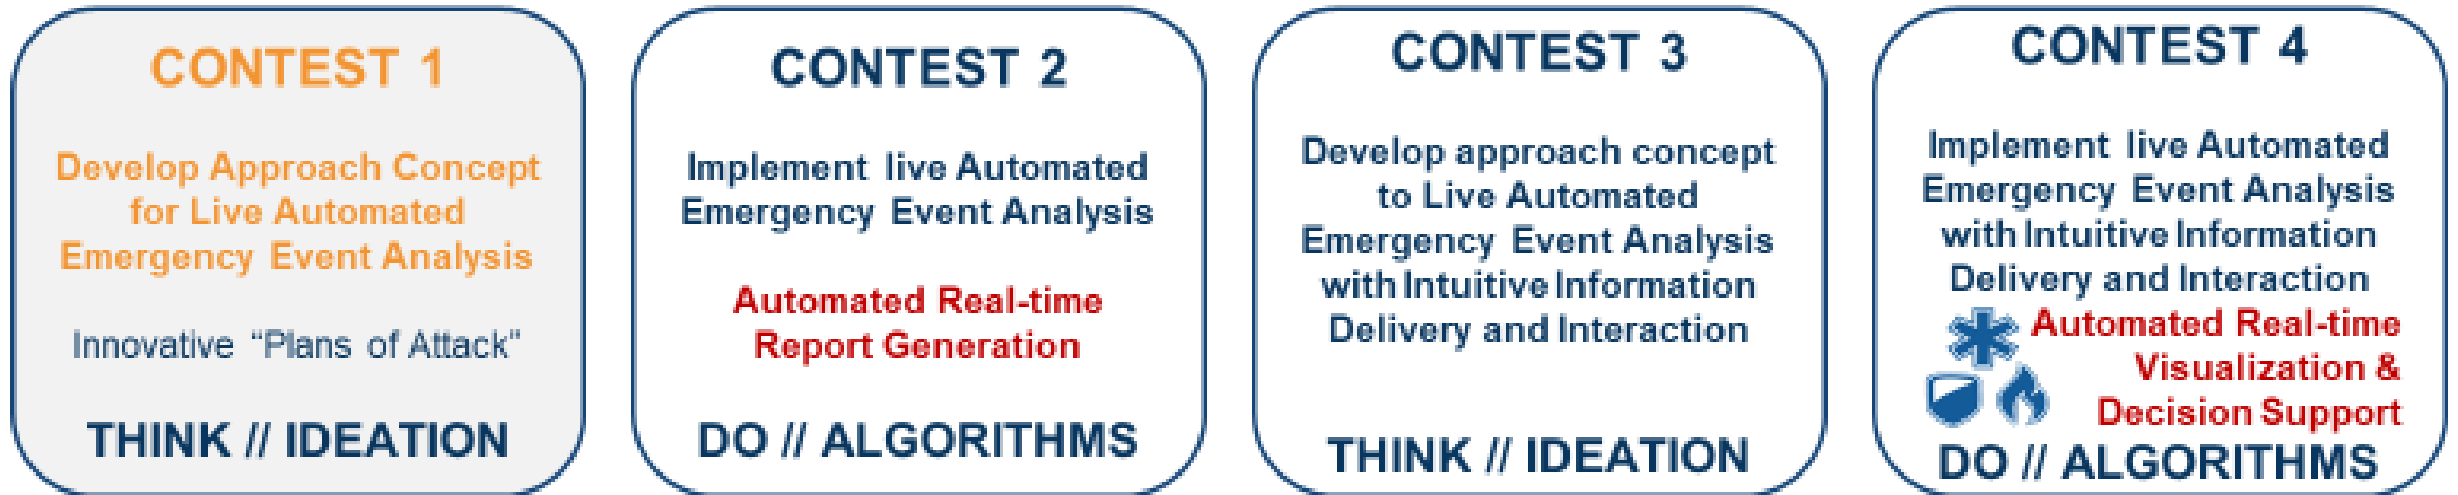 CONTEST 1
Develop Approach Concept
for Live Automated
Emergency Event Analysis
Innovative “Plans of Attack”
THINK // IDEATION
CONTEST 2
Implement live Automated
Emergency Event Analysis
Automated Real-time
Report Generation
DO // ALGORITHMS
CONTEST 3
Develop approach concept
to Live Automated
Emergency Event Analysis
with Intuitive Information
Delivery and Interaction
THINK // IDEATION
CONTEST 4
Implement live Automated
Emergency Event Analysis
with Intuitive Information
Delivery and Interaction
Automated Real-time
Visualization &
Decision Support
DO // ALGORITHMS